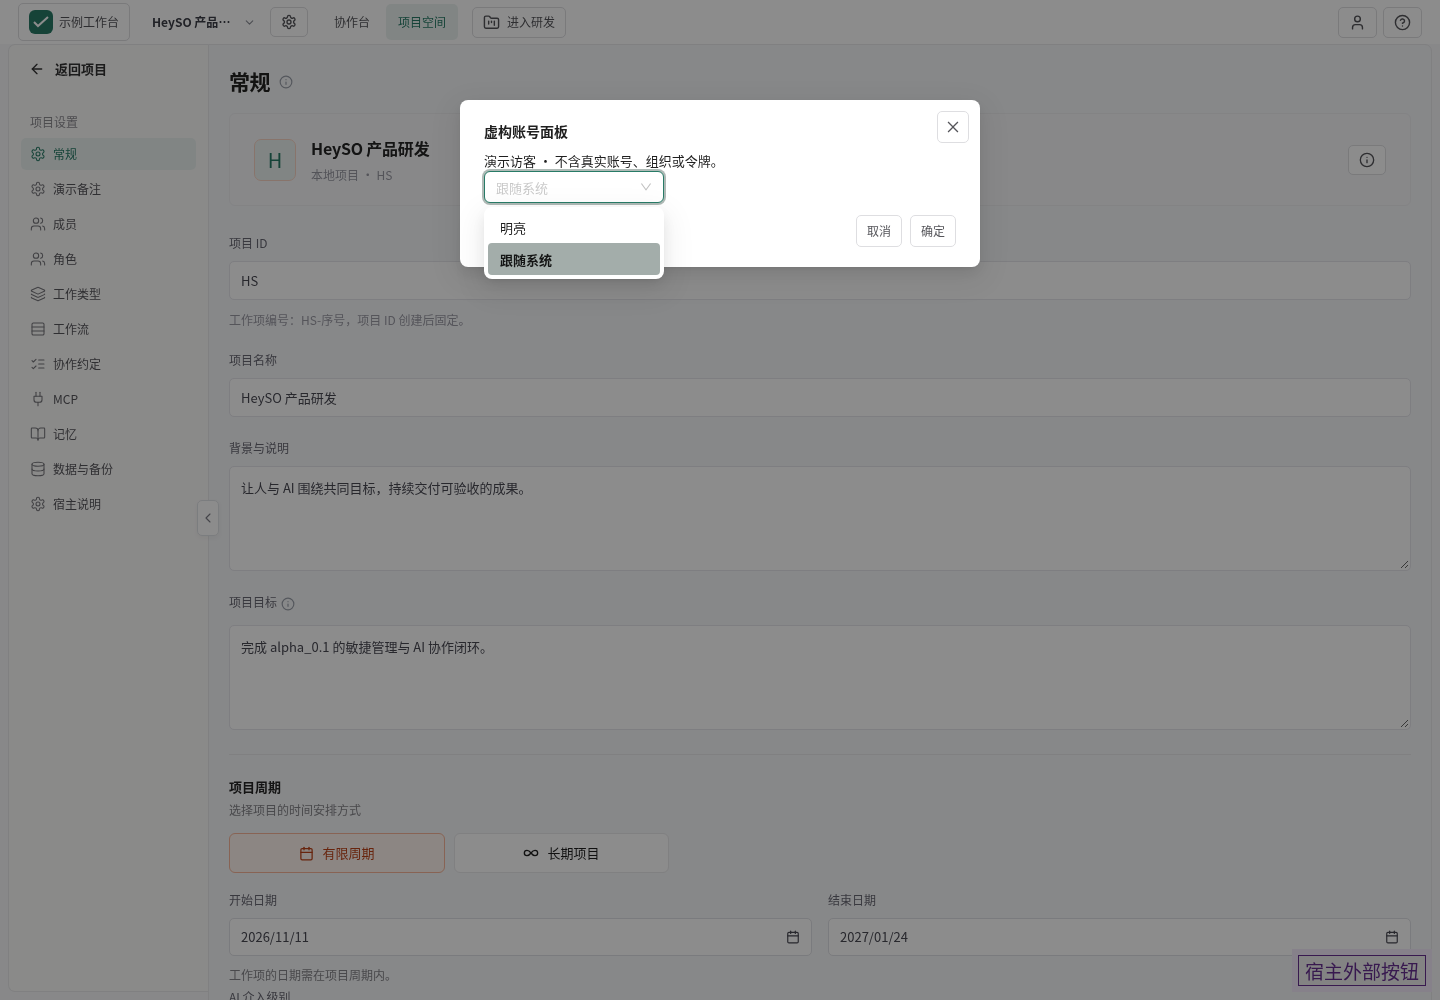 示例工作台
HeySO 产品…
协作台
项目空间
进入研发
返回项目
项目设置
常规
演示备注
成员
角色
工作类型
工作流
协作约定
MCP
记忆
数据与备份
宿主说明
常规
H
HeySO 产品研发
本地项目 · HS
虚构账号面板
演示访客 · 不含真实账号、组织或令牌。
跟随系统
明亮
跟随系统
取消
确定
项目 ID
HS
工作项编号：HS-序号，项目 ID 创建后固定。
项目名称
HeySO 产品研发
背景与说明
让人与 AI 围绕共同目标，持续交付可验收的成果。
项目目标
完成 alpha_0.1 的敏捷管理与 AI 协作闭环。
项目周期
选择项目的时间安排方式
有限周期
长期项目
开始日期
结束日期
2026/11/11
2027/01/24
工作项的日期需在项目周期内。
AI 介入级别
宿主外部按钮